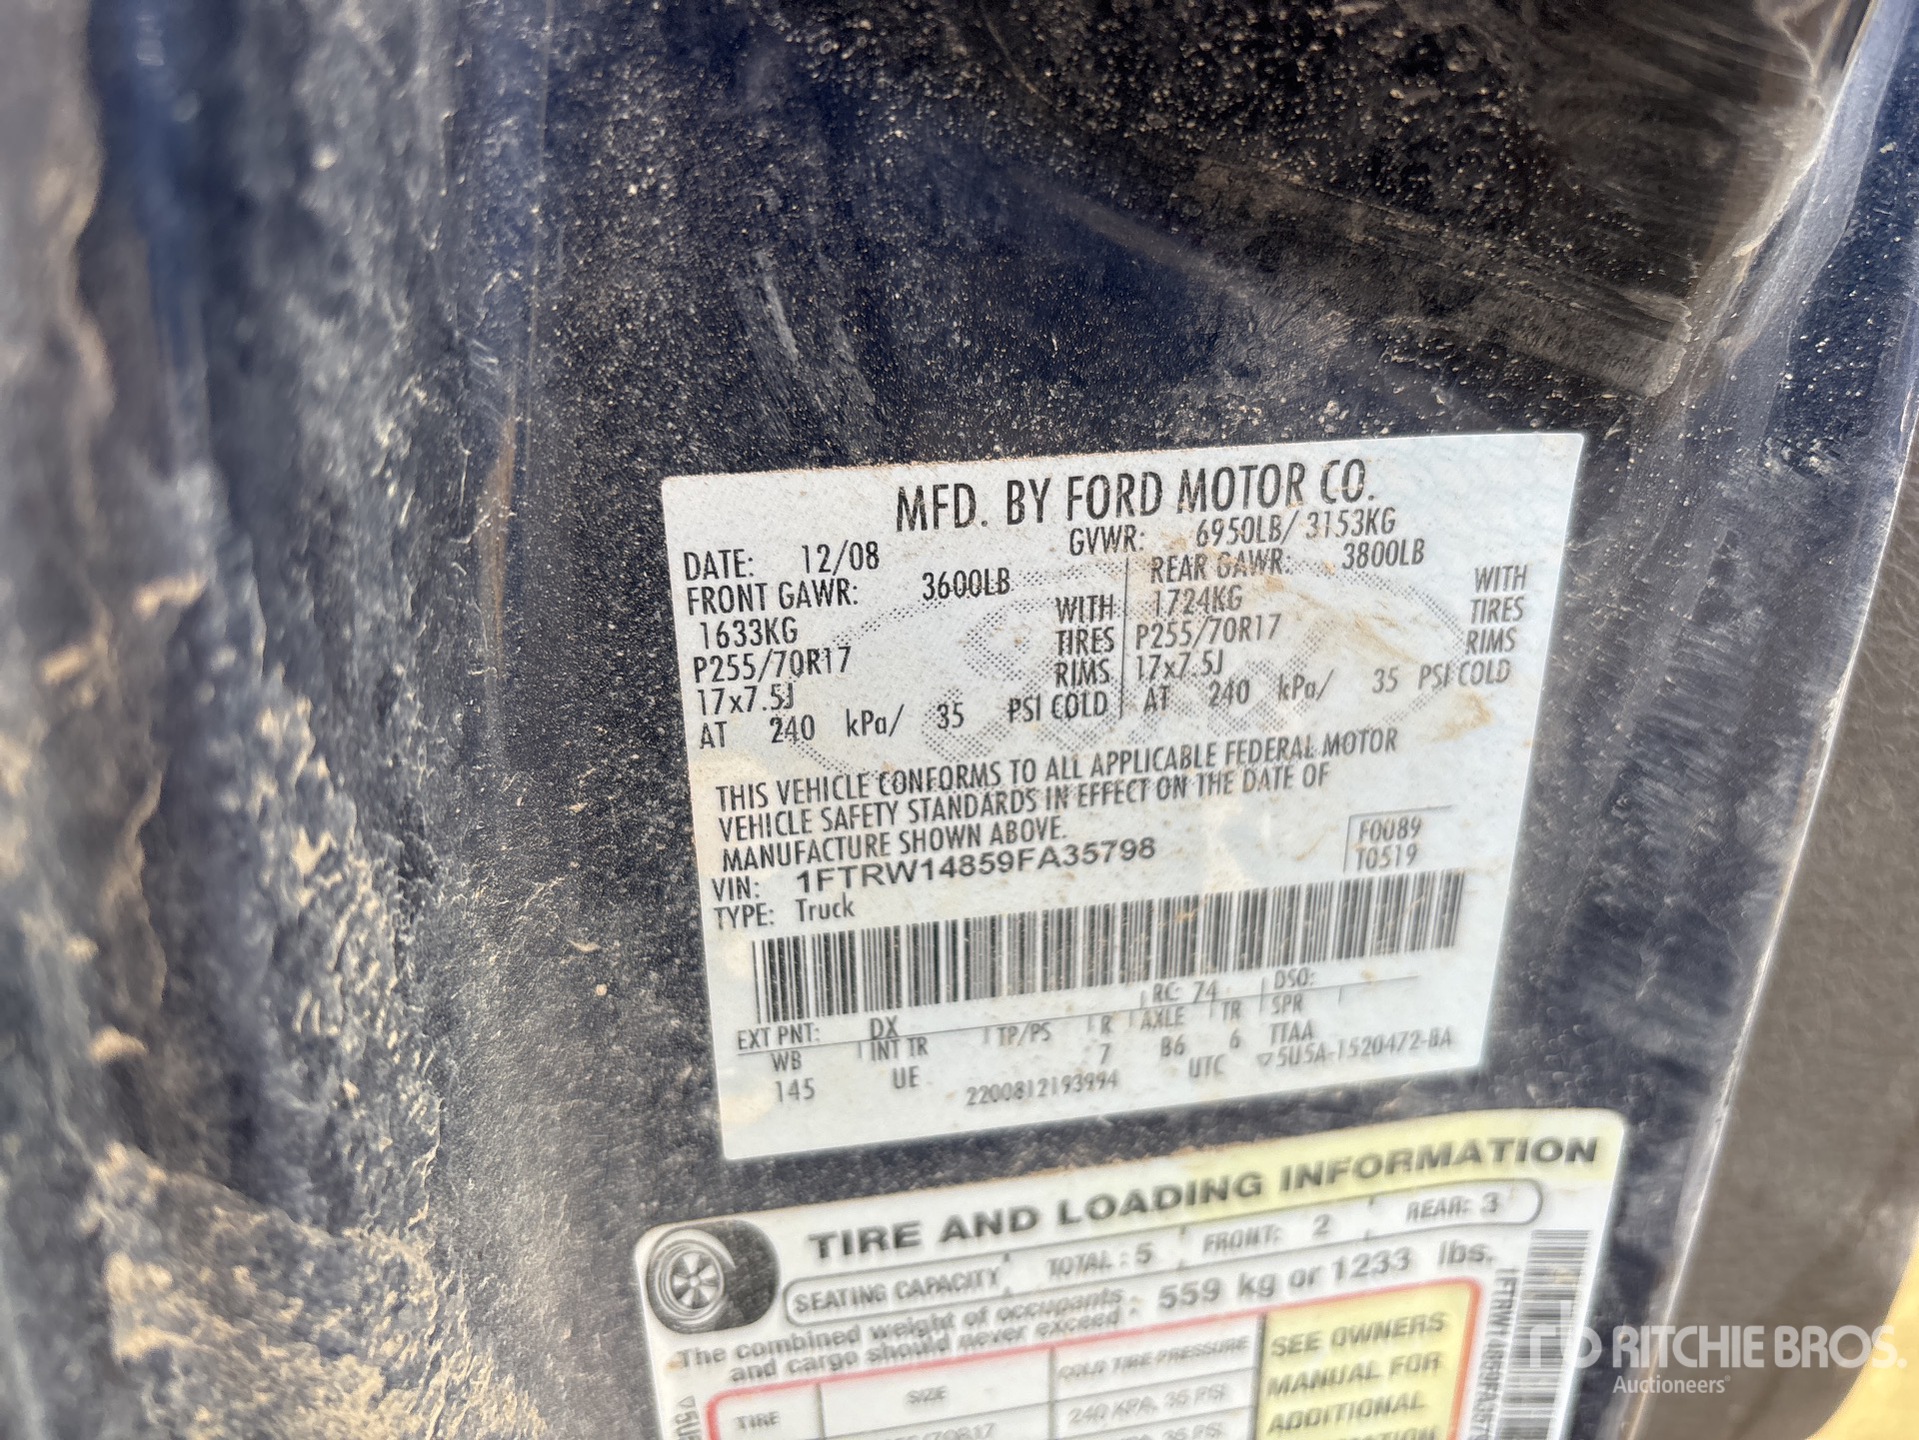 MFD. BY FORD MOTOR CO.
DATE: 12/08 GVWR: 6950LB/ 3153KG
FRONT GAWR: 3600LB REAR GAWR: 3800LB
1633KG WITH 1724KG WITH
P255/70R17 TIRES P255/70R17 TIRES
17x7.5J RIMS 17x7.5J RIMS
AT 240 kPa/ 35 PSI COLD AT 240 kPa/ 35 PSI COLD
THIS VEHICLE CONFORMS TO ALL APPLICABLE FEDERAL MOTOR
VEHICLE SAFETY STANDARDS IN EFFECT ON THE DATE OF
MANUFACTURE SHOWN ABOVE.
F0089
VIN: 1FTRW14859FA35798
T0519
TYPE: Truck
EXT PNT: DX RC: 74 DSO:
WB INT TR TP/PS R AXLE TR SPR
145 UE 7 B6 6 TTAA
2200812193994 UTC ▽5U5A-1520472-BA
TIRE AND LOADING INFORMATION
SEATING CAPACITY TOTAL : 5 FRONT: 2 REAR: 3
The combined weight of occupants and cargo should never exceed : 559 kg or 1233 lbs.
TIRE SIZE COLD TIRE PRESSURE
240 KPA, 35 PSI
35 PSI
SEE OWNERS
MANUAL FOR
ADDITIONAL
RITCHIE BROS.
Auctioneers